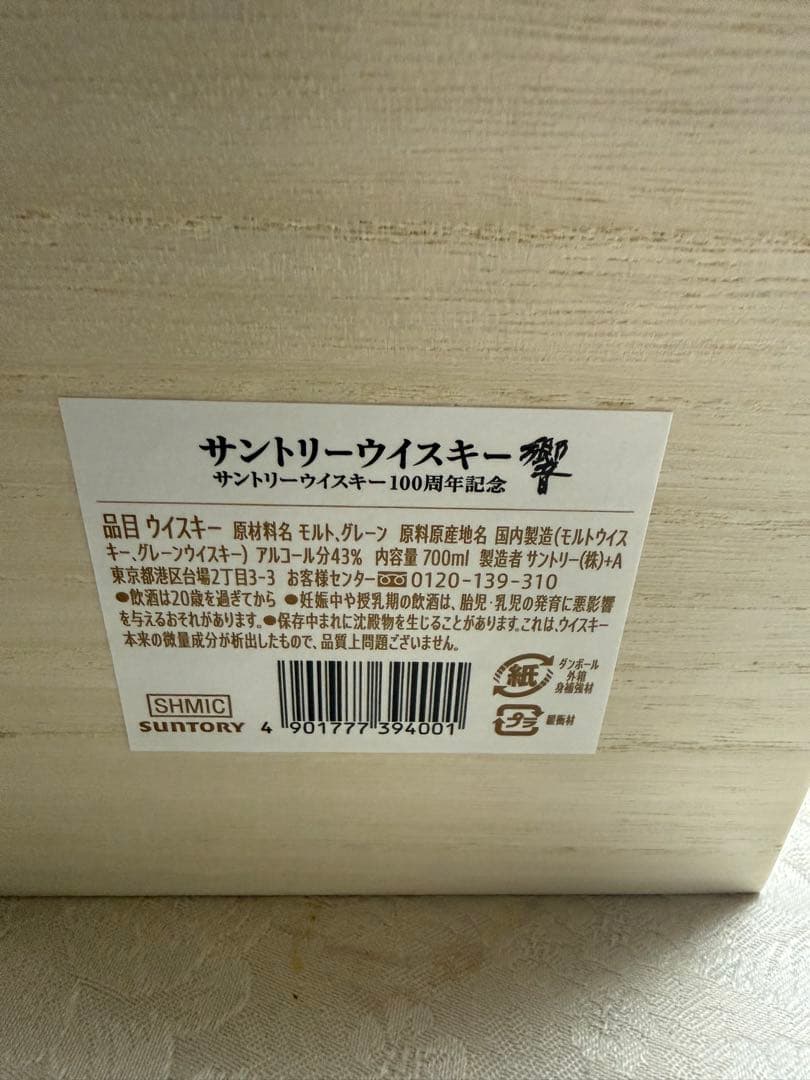 サントリーウイスキー響
サントリーウイスキー100周年記念
品目 ウイスキー 原材料名 モルト、グレーン 原料原産地名 国内製造(モルトウイス
キー、グレーンウイスキー) アルコール分43% 内容量 700ml 製造者 サントリー(株)+A
東京都港区台場2丁目3-3 お客様センター 0120-139-310
●飲酒は20歳を過ぎてから ●妊娠中や授乳期の飲酒は、胎児・乳児の発育に悪影響
を与えるおそれがあります。●保存中まれに沈殿物を生じることがあります。これは、ウイスキー
本来の微量成分が析出したもので、品質上問題ございません。
SHMIC
SUNTORY
4 901777 394001
紙
ダンボール
外箱
身補強材
プラ
緩衝材